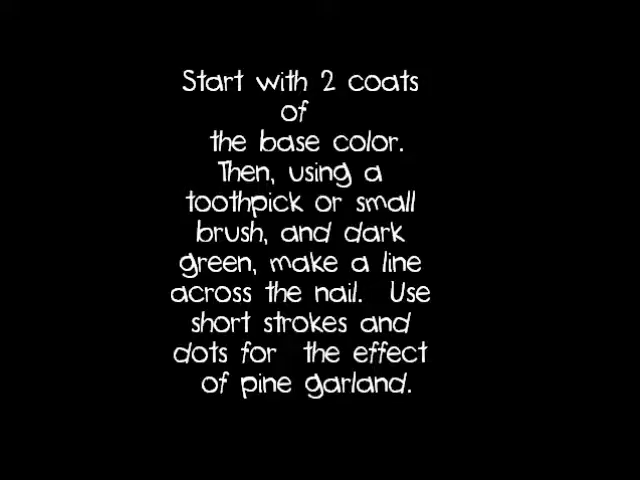 Start with 2 coats
of
the base color.
Then, using a
toothpick or small
brush, and dark
green, make a line
across the nail. Use
short strokes and
dots for the effect
of pine garland.